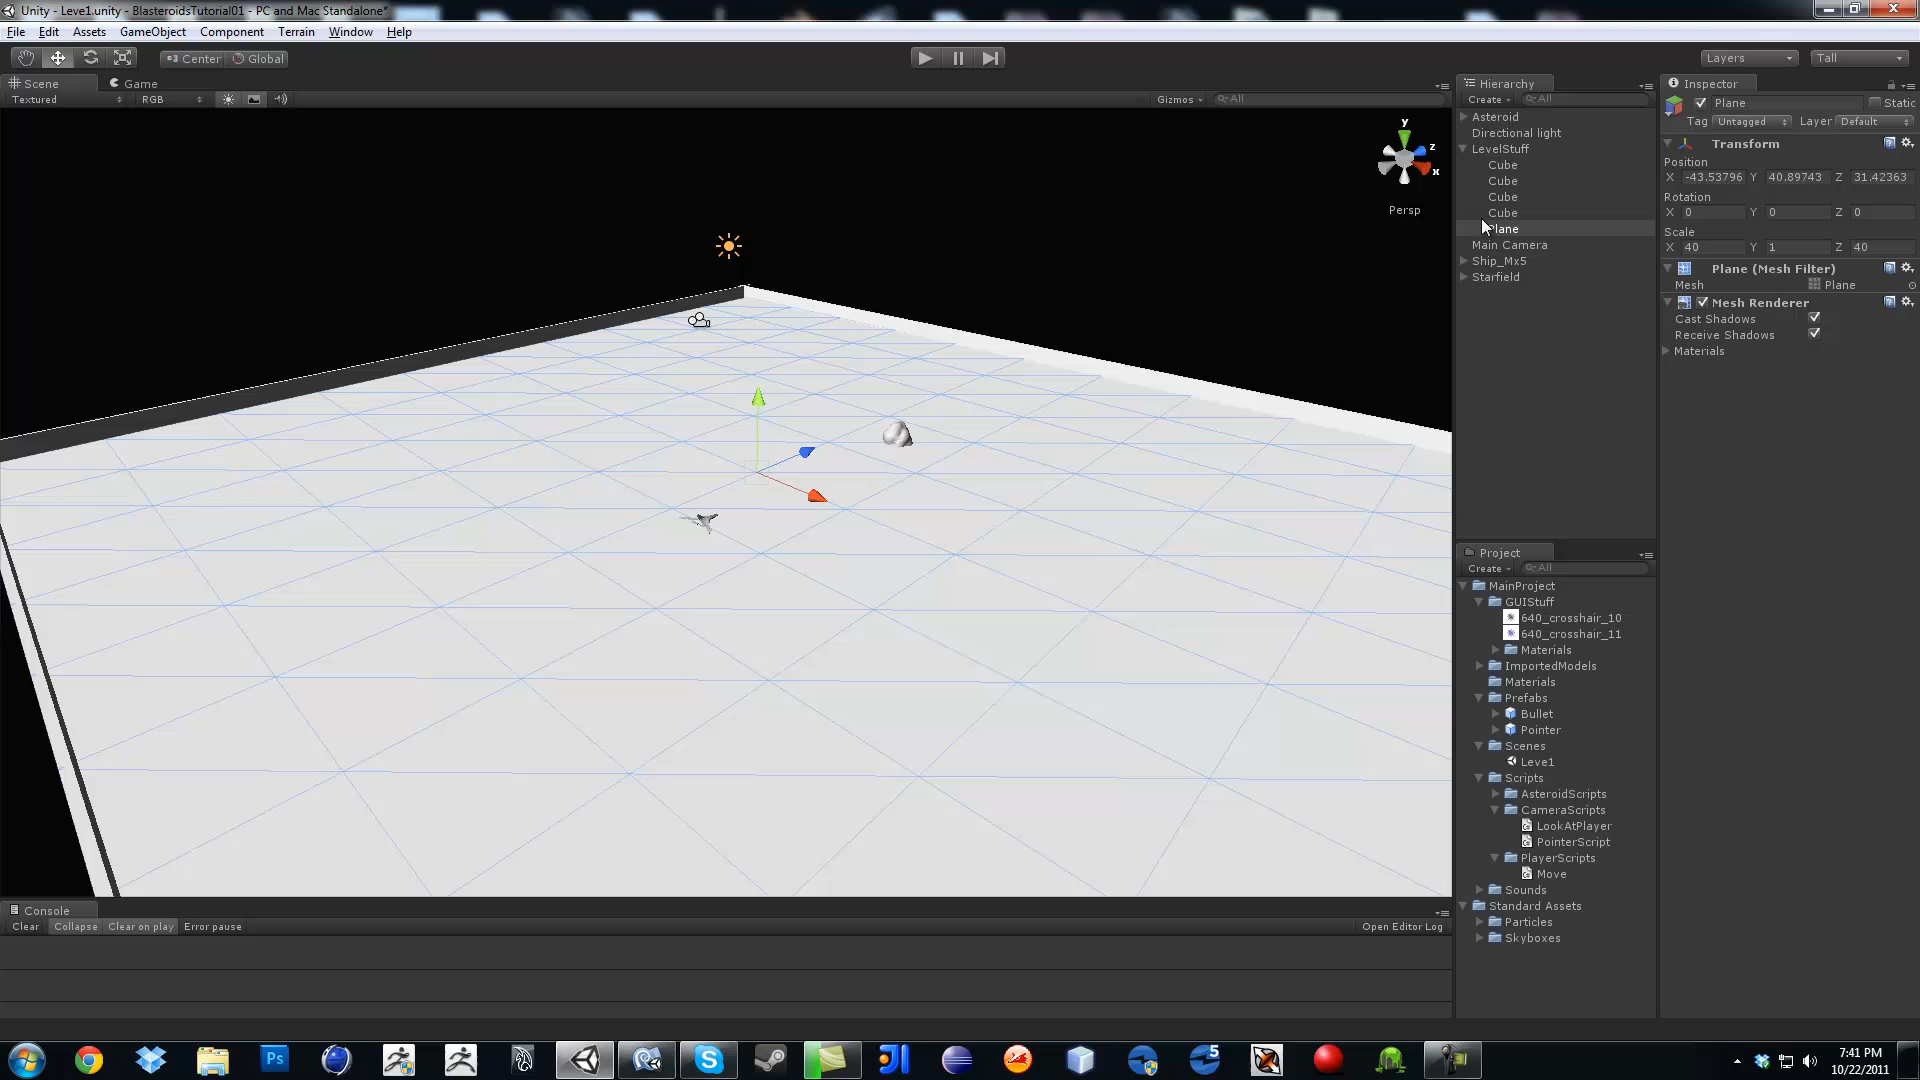 Unity - Leve1.unity - BlasteroidsTutorial01 - PC and Mac Standalone*
File Edit Assets GameObject Component Terrain Window Help
Center Global Layers Tall
Scene Game
Textured RGB Gizmos All
y
z
x
Persp
Hierarchy
Create All
Asteroid
Directional light
LevelStuff
Cube
Cube
Cube
Cube
Plane
Main Camera
Ship_Mx5
Starfield
Project
Create All
MainProject
GUIStuff
640_crosshair_10
640_crosshair_11
Materials
ImportedModels
Materials
Prefabs
Bullet
Pointer
Scenes
Leve1
Scripts
AsteroidScripts
CameraScripts
LookAtPlayer
PointerScript
PlayerScripts
Move
Sounds
Standard Assets
Particles
Skyboxes
Inspector
Plane Static
Tag Untagged Layer Default
Transform
Position
X -43.53796 Y 40.89743 Z 31.42363
Rotation
X 0 Y 0 Z 0
Scale
X 40 Y 1 Z 40
Plane (Mesh Filter)
Mesh Plane
Mesh Renderer
Cast Shadows
Receive Shadows
Materials
Console
Clear Collapse Clear on play Error pause Open Editor Log
Ps
5
7:41 PM
10/22/2011